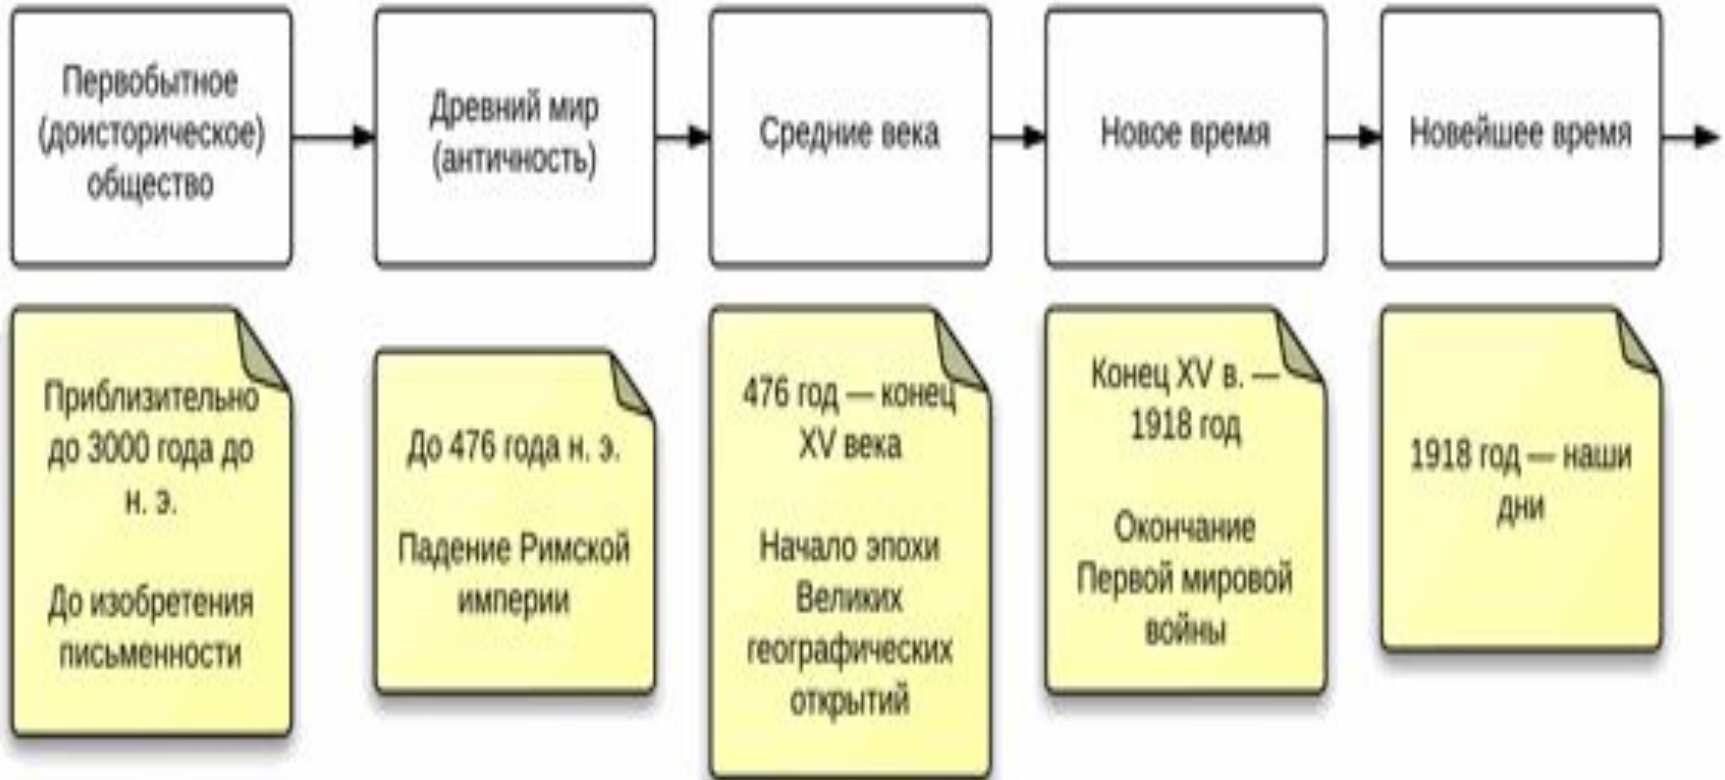 Первобытное
(доисторическое)
общество
Древний мир
(античность)
Средние века
Новое время
Новейшее время
Приблизительно
до 3000 года до
н. э.
До изобретения
письменности
До 476 года н. э.
Падение Римской
империи
476 год — конец
XV века
Начало эпохи
Великих
географических
открытий
Конец XV в. —
1918 год
Окончание
Первой мировой
войны
1918 год — наши
дни